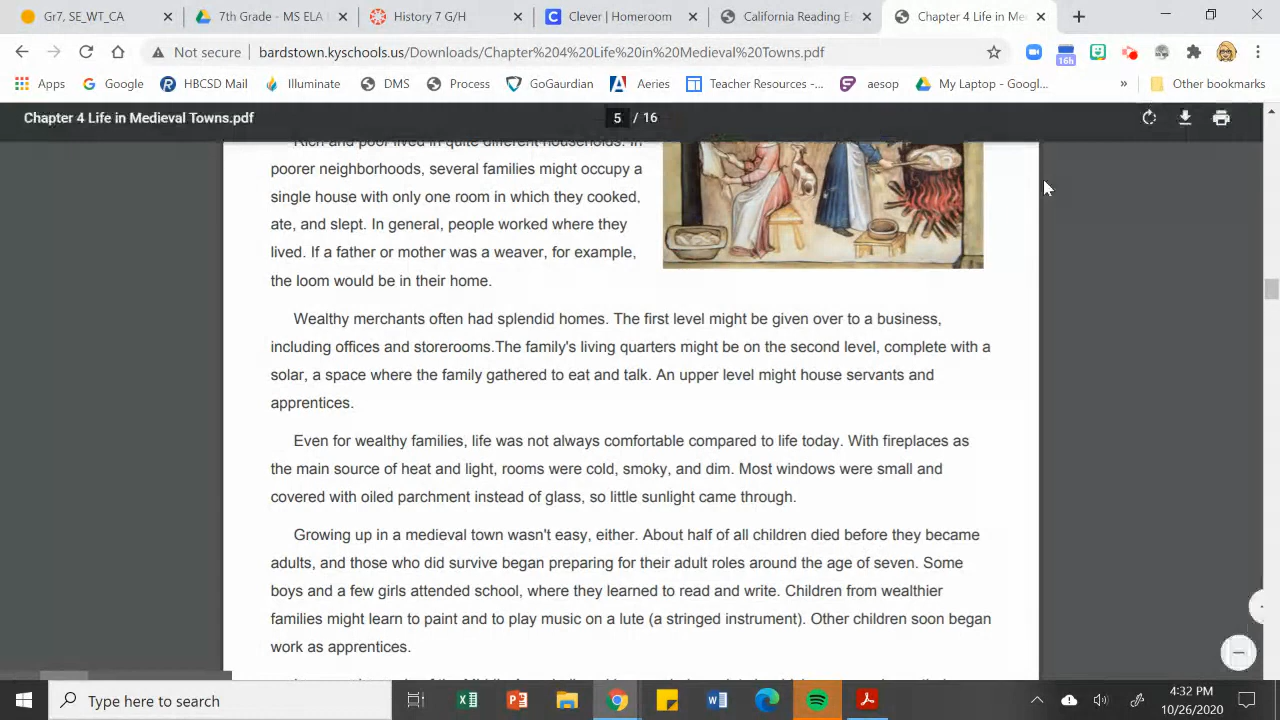 Gr7, SE_WT_CA
7th Grade - MS ELA
History 7 G/H
Clever | Homeroom
California Reading E
Chapter 4 Life in Me
Not secure
bardstown.kyschools.us/Downloads/Chapter%204%20Life%20in%20Medieval%20Towns.pdf
16h
Apps
Google
HBCSD Mail
Illuminate
DMS
Process
GoGaurdian
Aeries
Teacher Resources -...
aesop
My Laptop - Googl...
»
Other bookmarks
Chapter 4 Life in Medieval Towns.pdf
5 / 16
Rich and poor lived in quite different households. In
poorer neighborhoods, several families might occupy a
single house with only one room in which they cooked,
ate, and slept. In general, people worked where they
lived. If a father or mother was a weaver, for example,
the loom would be in their home.
Wealthy merchants often had splendid homes. The first level might be given over to a business,
including offices and storerooms.The family's living quarters might be on the second level, complete with a
solar, a space where the family gathered to eat and talk. An upper level might house servants and
apprentices.
Even for wealthy families, life was not always comfortable compared to life today. With fireplaces as
the main source of heat and light, rooms were cold, smoky, and dim. Most windows were small and
covered with oiled parchment instead of glass, so little sunlight came through.
Growing up in a medieval town wasn't easy, either. About half of all children died before they became
adults, and those who did survive began preparing for their adult roles around the age of seven. Some
boys and a few girls attended school, where they learned to read and write. Children from wealthier
families might learn to paint and to play music on a lute (a stringed instrument). Other children soon began
work as apprentices.
Type here to search
4:32 PM
10/26/2020